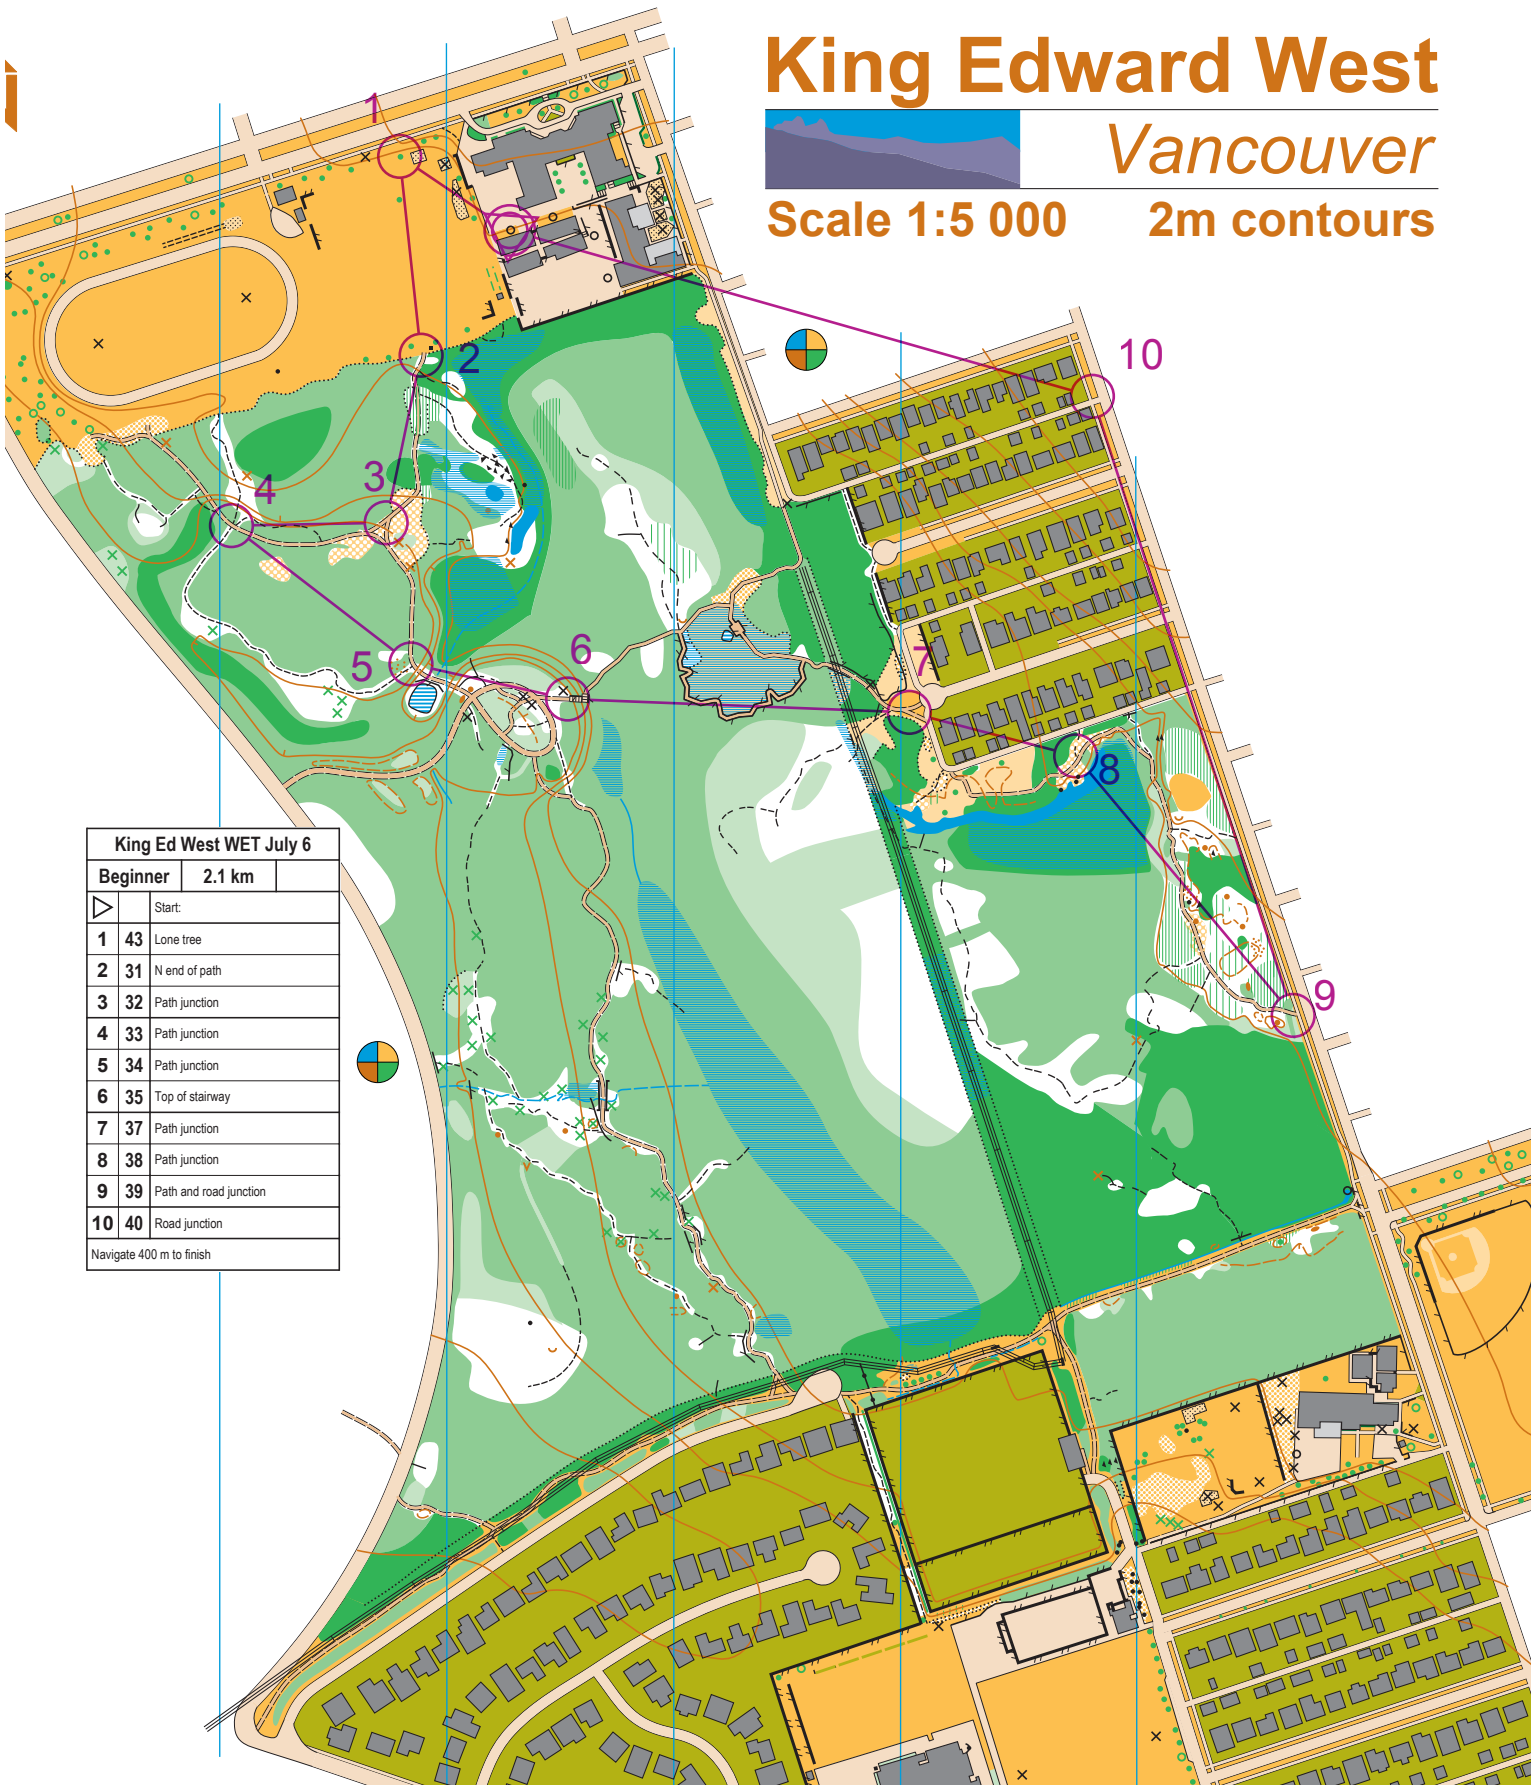 King Edward West
Vancouver
Scale 1:5 000 2m contours
1
2
3
4
5
6
7
8
9
10
King Ed West WET July 6
Beginner 2.1 km
Start:
1 43 Lone tree
2 31 N end of path
3 32 Path junction
4 33 Path junction
5 34 Path junction
6 35 Top of stairway
7 37 Path junction
8 38 Path junction
9 39 Path and road junction
10 40 Road junction
Navigate 400 m to finish